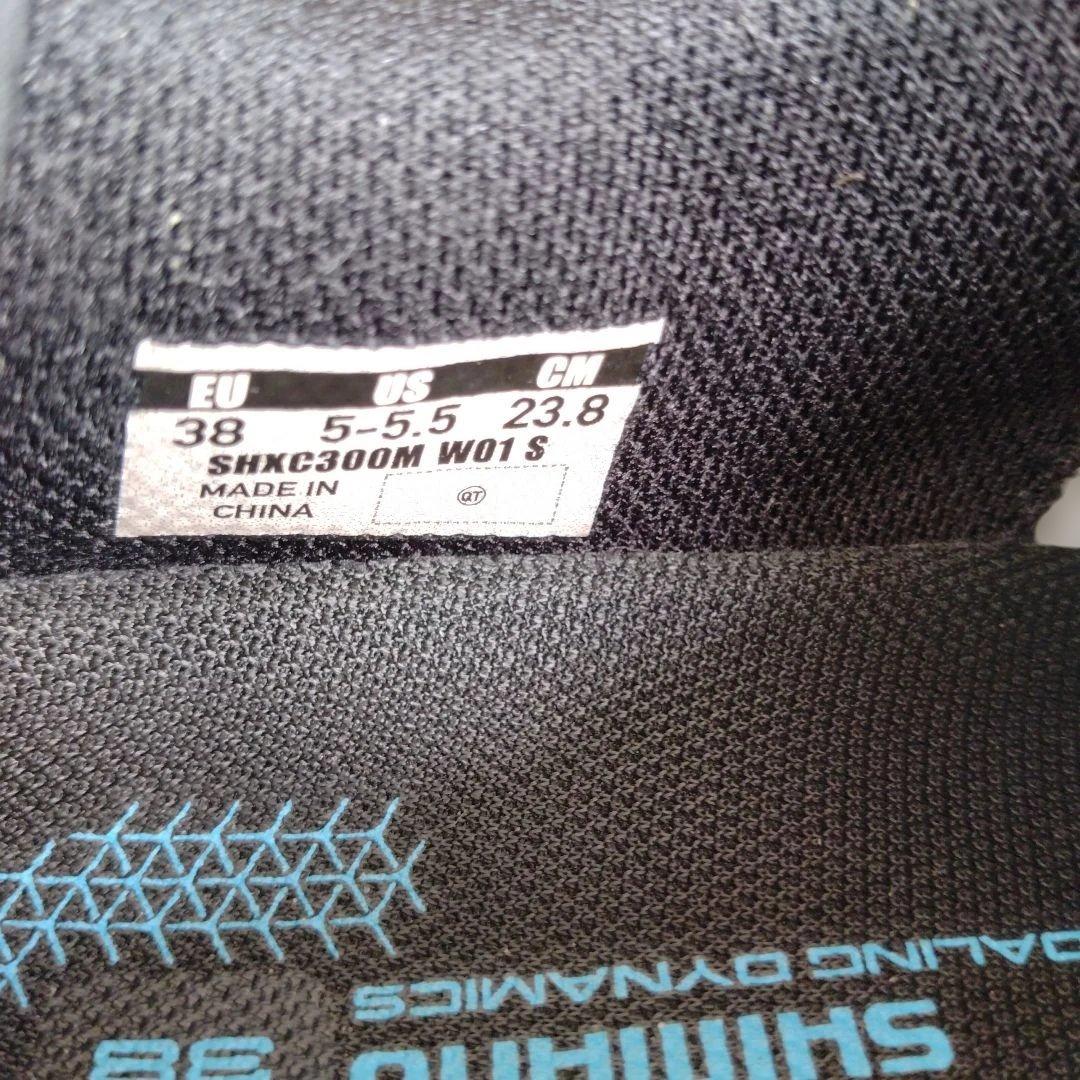 EU US CM
38 5-5.5 23.8
SHXC300M W01 S
MADE IN
CHINA
QT
DALING DYNAMICS
SHIMANO
38